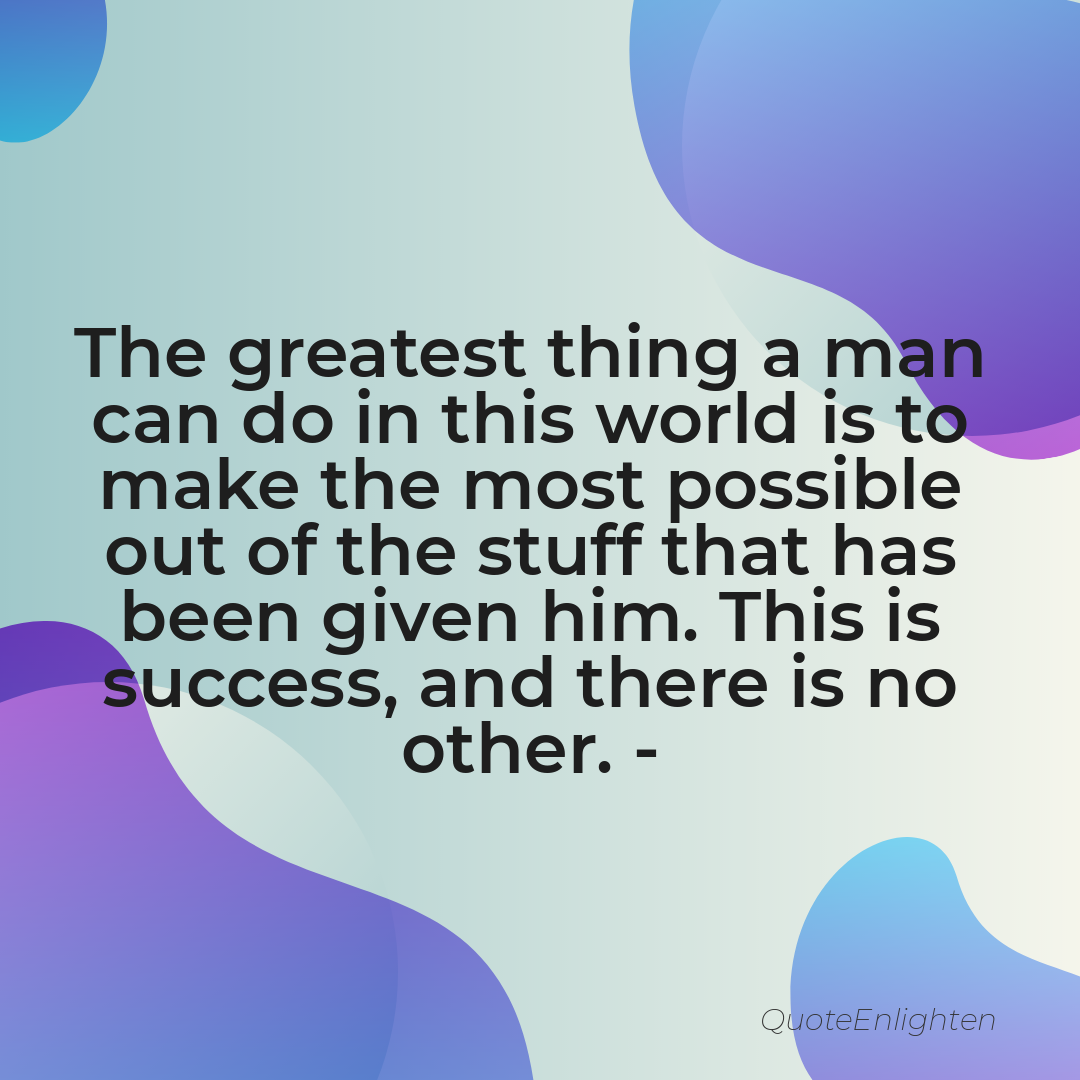 The greatest thing a man
can do in this world is to
make the most possible
out of the stuff that has
been given him. This is
success, and there is no
other. -
QuoteEnlighten